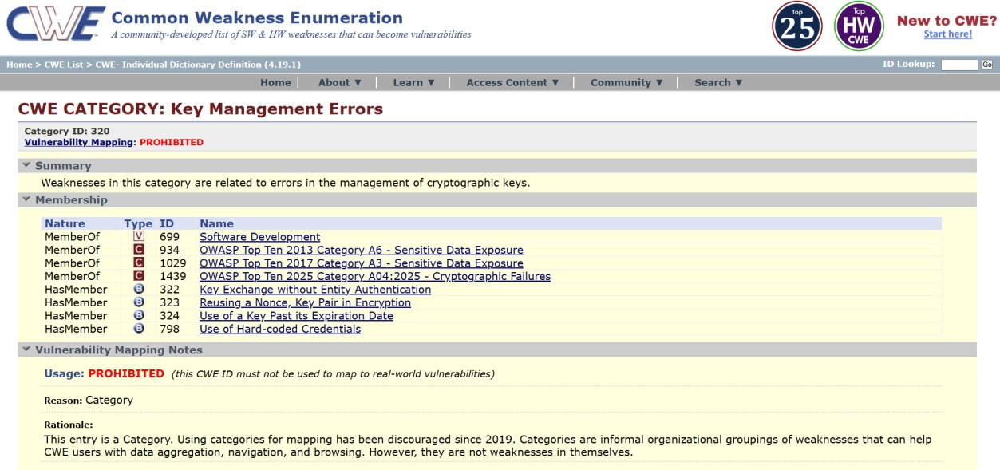 CWE Common Weakness Enumeration
A community-developed list of SW & HW weaknesses that can become vulnerabilities
Top 25
Top HW CWE
New to CWE?
Start here!
Home > CWE List > CWE- Individual Dictionary Definition (4.19.1)
ID Lookup: Go
Home About ▼ Learn ▼ Access Content ▼ Community ▼ Search ▼
CWE CATEGORY: Key Management Errors
Category ID: 320
Vulnerability Mapping: PROHIBITED
Summary
Weaknesses in this category are related to errors in the management of cryptographic keys.
Membership
Nature Type ID Name
MemberOf V 699 Software Development
MemberOf C 934 OWASP Top Ten 2013 Category A6 - Sensitive Data Exposure
MemberOf C 1029 OWASP Top Ten 2017 Category A3 - Sensitive Data Exposure
MemberOf C 1439 OWASP Top Ten 2025 Category A04:2025 - Cryptographic Failures
HasMember B 322 Key Exchange without Entity Authentication
HasMember B 323 Reusing a Nonce, Key Pair in Encryption
HasMember B 324 Use of a Key Past its Expiration Date
HasMember B 798 Use of Hard-coded Credentials
Vulnerability Mapping Notes
Usage: PROHIBITED (this CWE ID must not be used to map to real-world vulnerabilities)
Reason: Category
Rationale:
This entry is a Category. Using categories for mapping has been discouraged since 2019. Categories are informal organizational groupings of weaknesses that can help
CWE users with data aggregation, navigation, and browsing. However, they are not weaknesses in themselves.